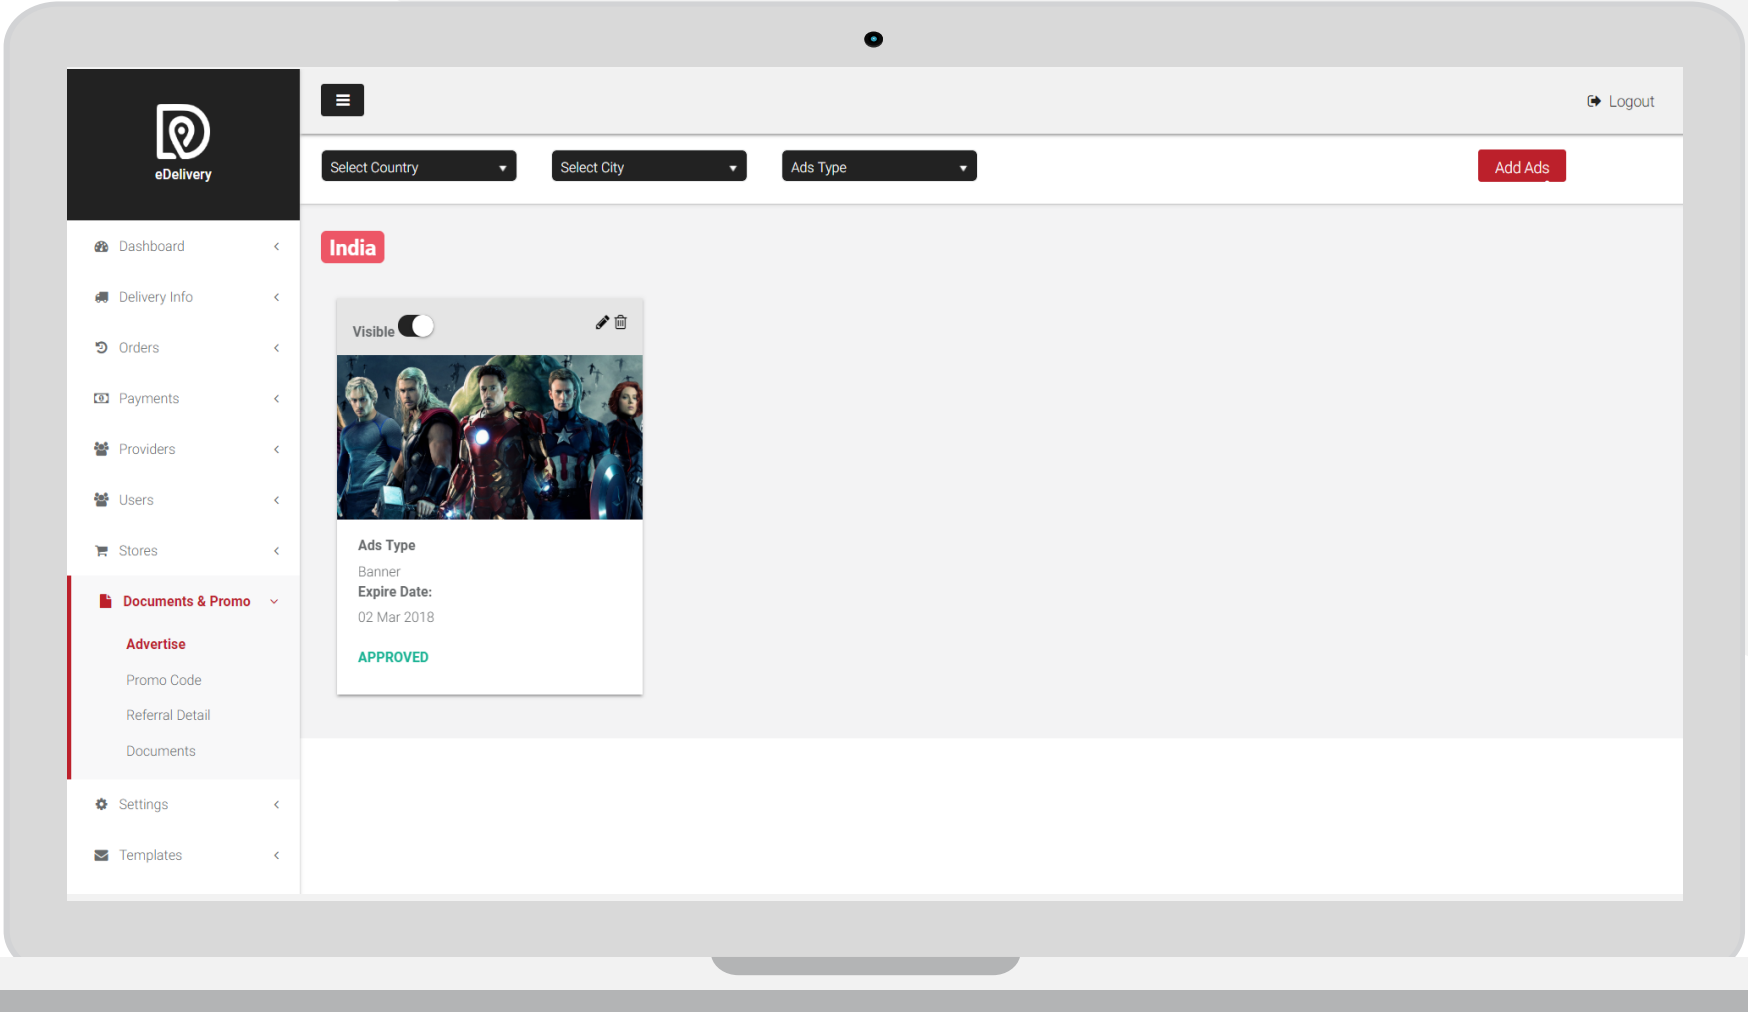 eDelivery
Logout
Select Country
Select City
Ads Type
Add Ads
Dashboard
Delivery Info
Orders
Payments
Providers
Users
Stores
Documents & Promo
Advertise
Promo Code
Referral Detail
Documents
Settings
Templates
India
Visible
Ads Type
Banner
Expire Date:
02 Mar 2018
APPROVED